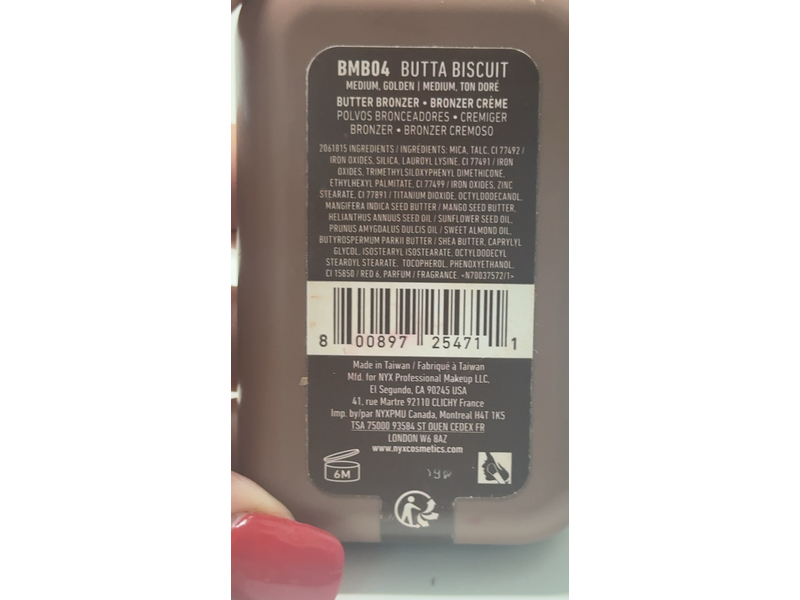 BMB04 BUTTA BISCUIT
MEDIUM, GOLDEN | MEDIUM, TON DORÉ
BUTTER BRONZER • BRONZER CRÈME
POLVOS BRONCEADORES • CREMIGER
BRONZER • BRONZER CREMOSO
2061815 INGREDIENTS / INGRÉDIENTS: MICA, TALC, CI 77492 /
IRON OXIDES, SILICA, LAUROYL LYSINE, CI 77491 / IRON
OXIDES, TRIMETHYLSILOXYPHENYL DIMETHICONE,
ETHYLHEXYL PALMITATE, CI 77499 / IRON OXIDES, ZINC
STEARATE, CI 77891 / TITANIUM DIOXIDE, OCTYLDODECANOL,
MANGIFERA INDICA SEED BUTTER / MANGO SEED BUTTER,
HELIANTHUS ANNUUS SEED OIL / SUNFLOWER SEED OIL,
PRUNUS AMYGDALUS DULCIS OIL / SWEET ALMOND OIL,
BUTYROSPERMUM PARKII BUTTER / SHEA BUTTER, CAPRYLYL
GLYCOL, ISOSTEARYL ISOSTEARATE, OCTYLDODECYL
STEAROYL STEARATE, TOCOPHEROL, PHENOXYETHANOL,
CI 15850 / RED 6, PARFUM / FRAGRANCE. <N70037572/1>
8 00897 25471 1
Made in Taiwan / Fabriqué à Taiwan
Mfd. for NYX Professional Makeup LLC,
El Segundo, CA 90245 USA
41, rue Martre 92110 CLICHY France
Imp. by/par NYXPMU Canada, Montreal H4T 1K5
TSA 75000 93584 ST OUEN CEDEX FR
LONDON W6 8AZ
www.nyxcosmetics.com
6M